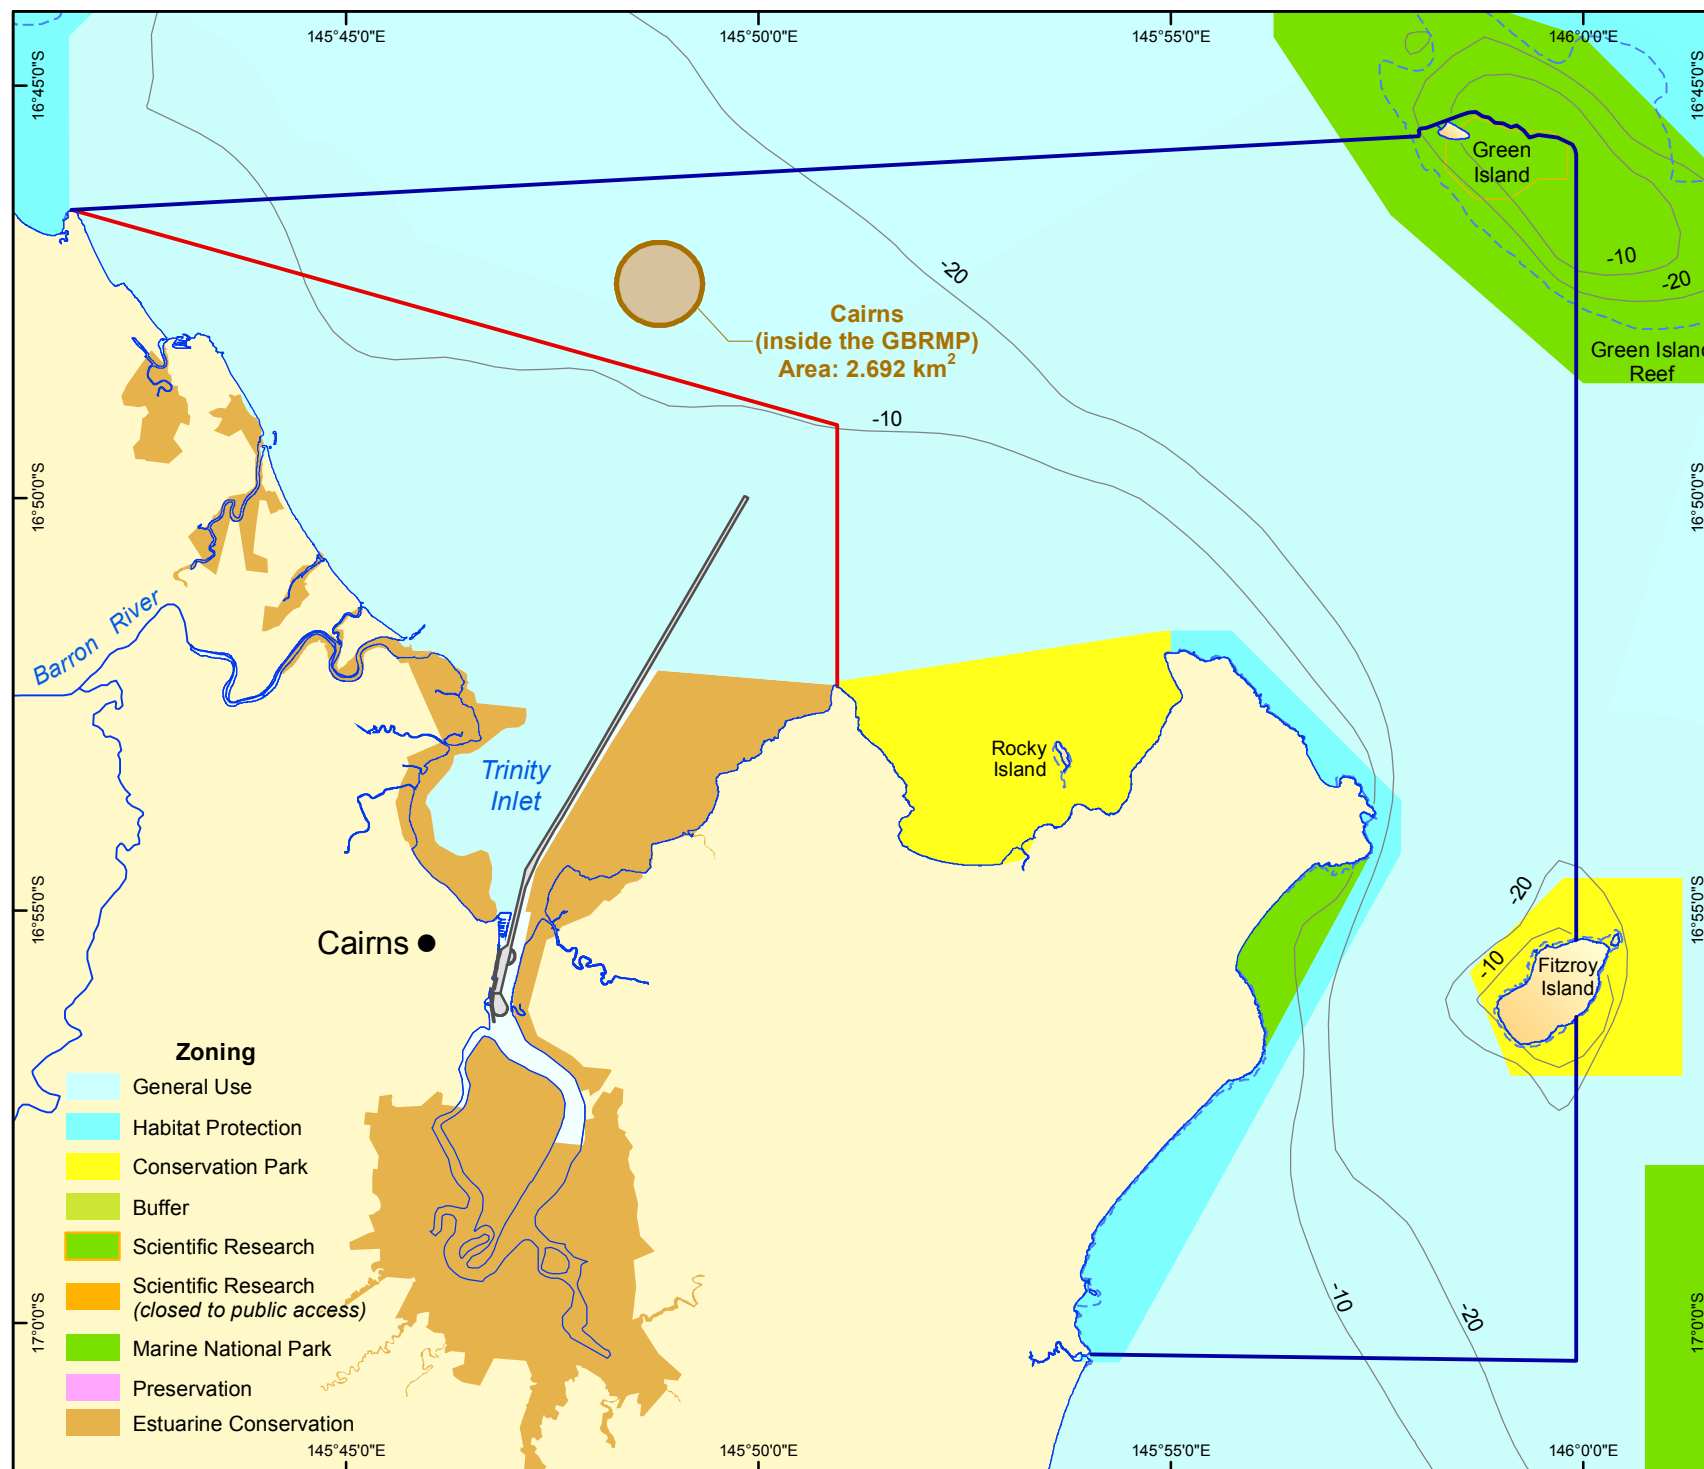 145°45'0"E
145°50'0"E
145°55'0"E
146°0'0"E
16°45'0"S
16°45'0"S
Green
Island
-10
-20
-20
Cairns
(inside the GBRMP)
Area: 2.692 km2
Green Island
Reef
-10
16°50'0"S
16°50'0"S
Barron River
Trinity
Inlet
Rocky
Island
-20
16°55'0"S
16°55'0"S
Cairns
-10
Fitzroy
Island
Zoning
General Use
Habitat Protection
Conservation Park
Buffer
Scientific Research
Scientific Research
(closed to public access)
Marine National Park
Preservation
Estuarine Conservation
-10
-20
17°0'0"S
17°0'0"S
145°45'0"E
145°50'0"E
145°55'0"E
146°0'0"E